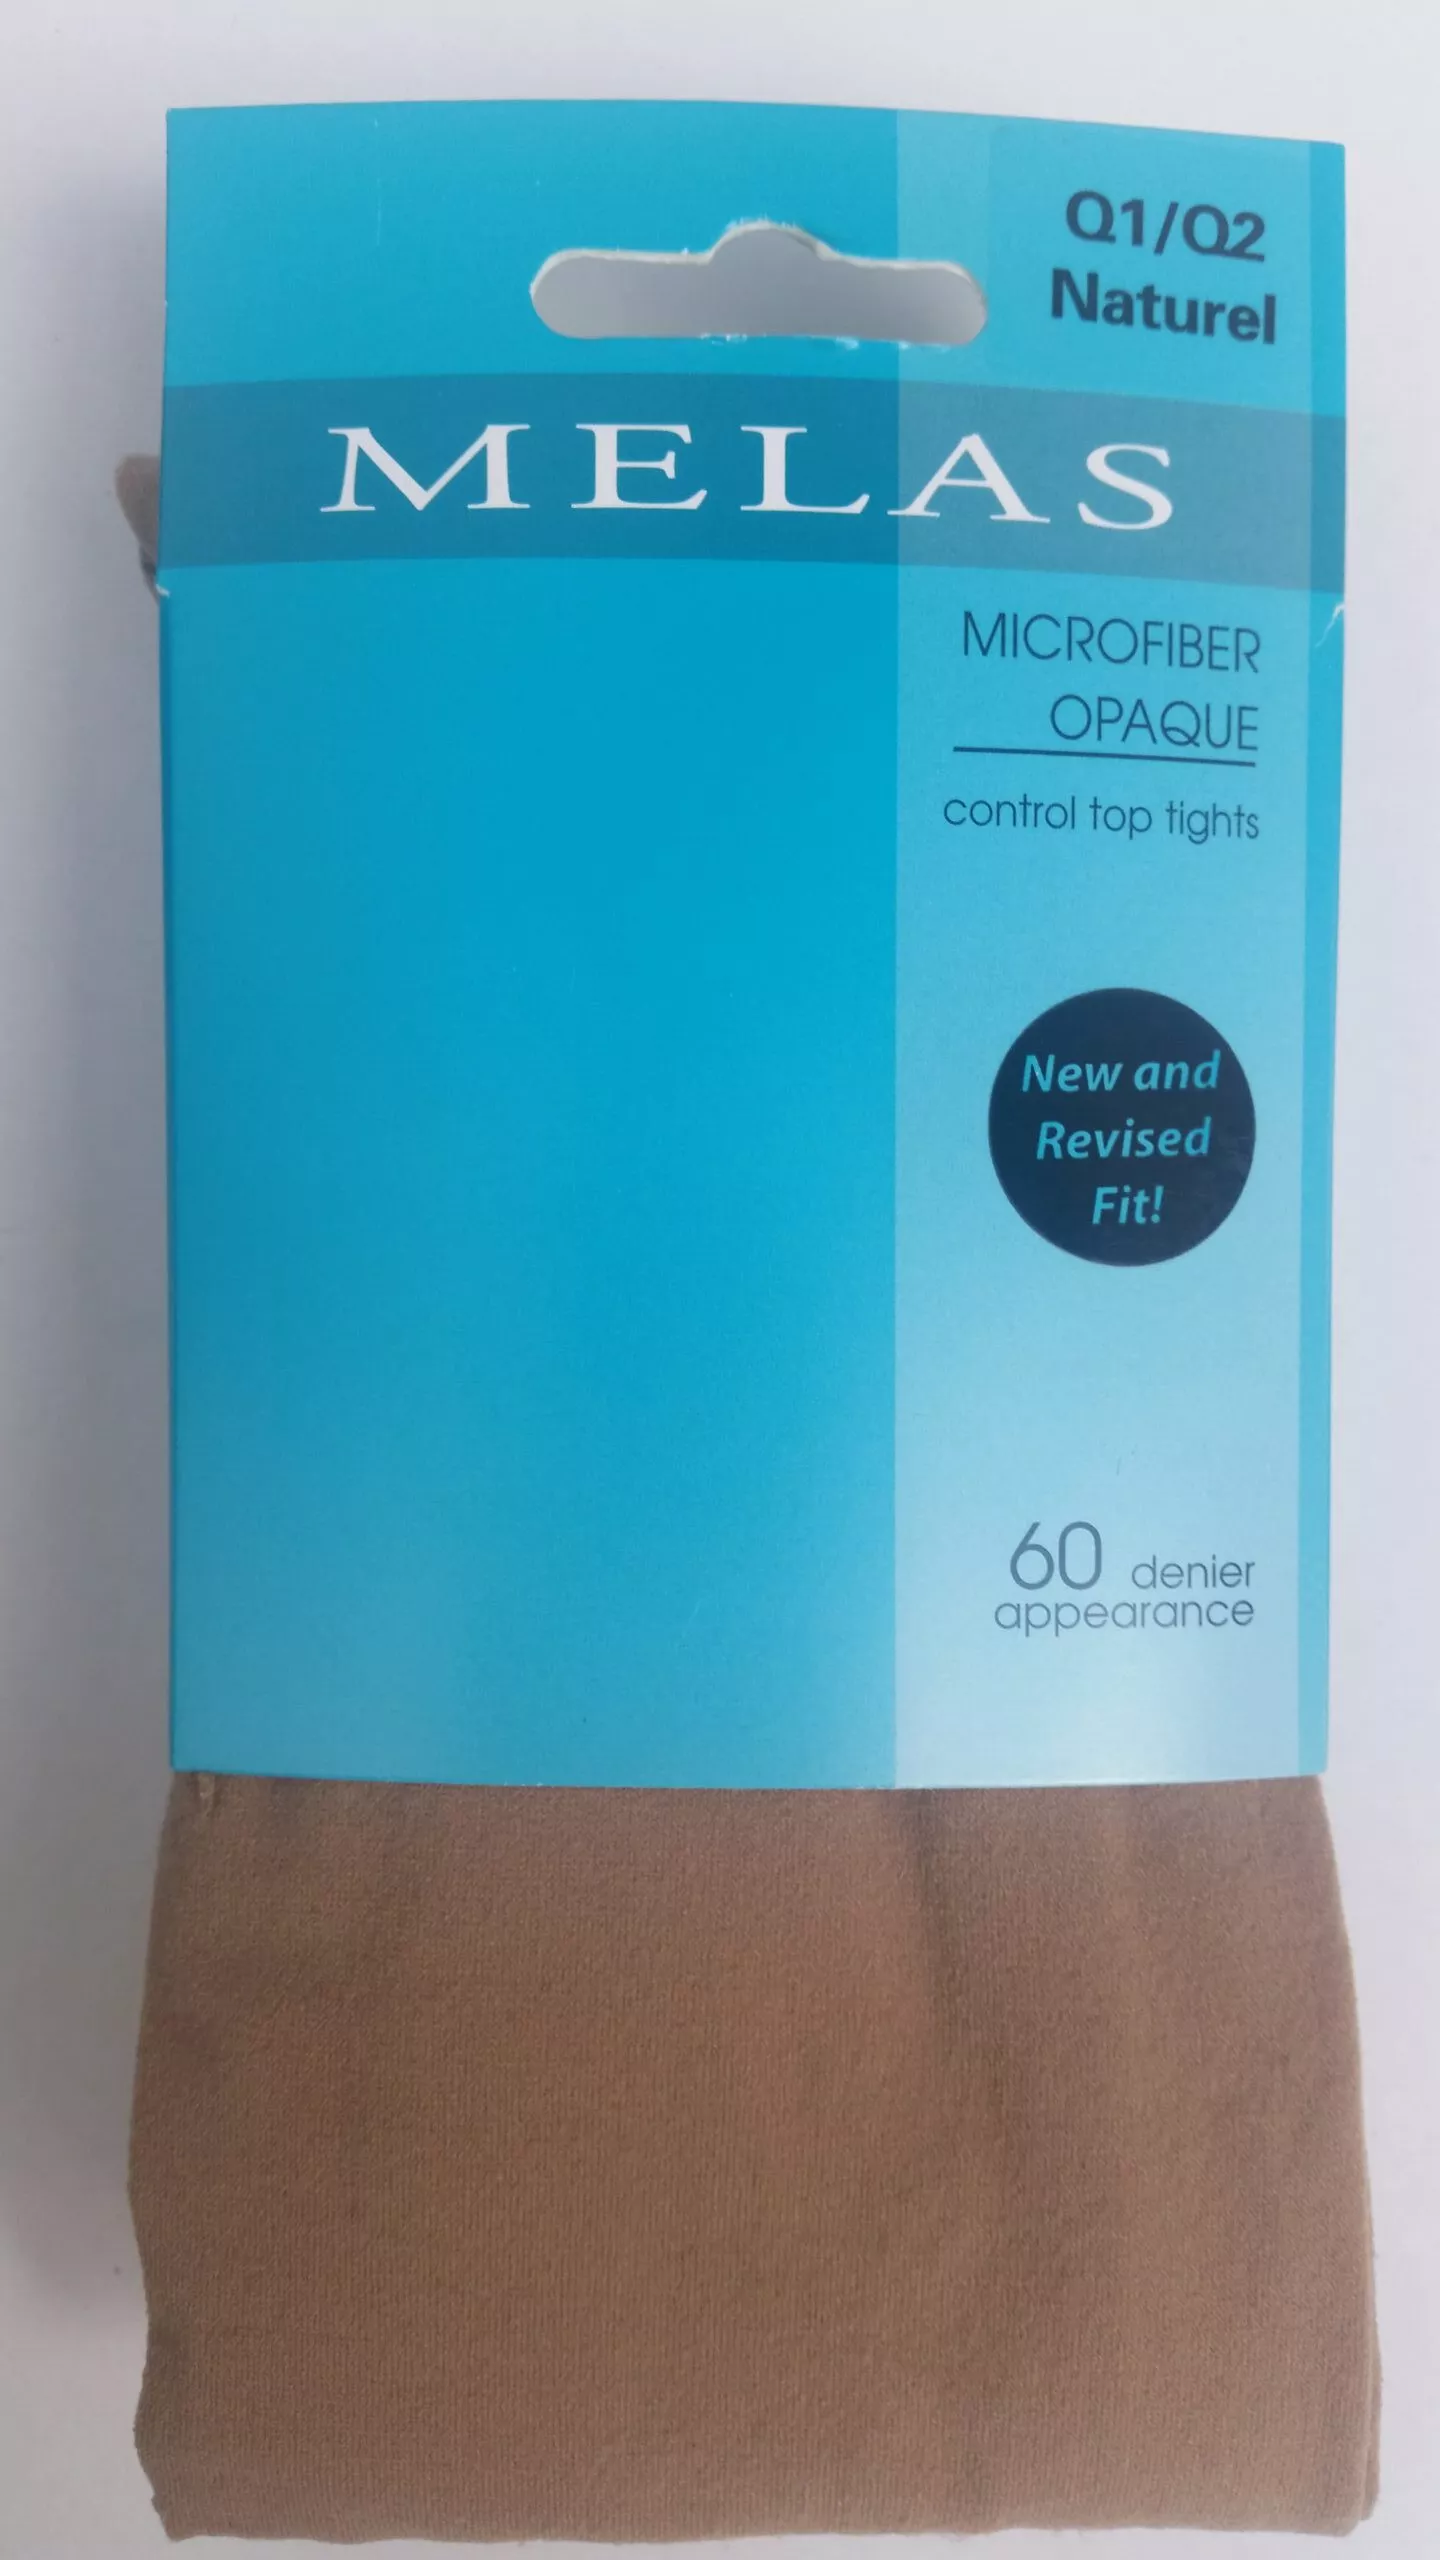 Q1/Q2
Naturel
MELAS
MICROFIBER
OPAQUE
control top tights
New and
Revised
Fit!
60 denier
appearance